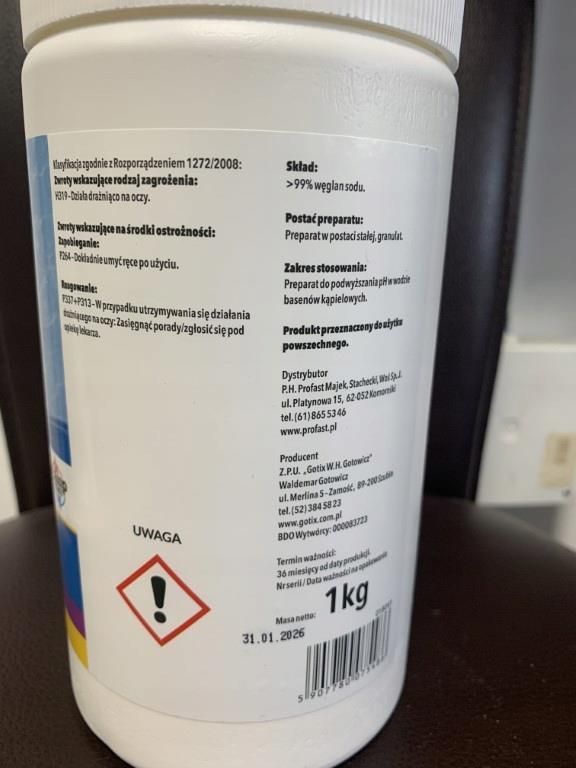 Klasyfikacja zgodnie z Rozporządzeniem 1272/2008:
Zwroty wskazujące rodzaj zagrożenia:
H319-Działa drażniąco na oczy.
Zwroty wskazujące na środki ostrożności:
Zapobieganie:
P264-Dokładnie umyć ręce po użyciu.
Reagowanie:
P337+P313-W przypadku utrzymywania się działania
drażniącego na oczy: Zasięgnąć porady/zgłosić się pod
opiekę lekarza.
UWAGA
Skład:
>99% węglan sodu.
Postać preparatu:
Preparat w postaci stałej, granulat.
Zakres stosowania:
Preparat do podwyższania pH w wodzie
basenów kąpielowych.
Produkt przeznaczony do użytku
powszechnego.
Dystrybutor
P.H. Profast Majek, Stachecki, Woś Sp.J.
ul. Platynowa 15, 62-052 Komorniki
tel.(61) 865 53 46
www.profast.pl
Producent
Z.P.U. „Gotix W.H. Gotowicz"
Waldemar Gotowicz
ul. Merlina 5-Zamość, 89-200 Szubin
tel.(52) 384 58 23
www.gotix.com.pl
BDO Wytwórcy: 000083723
Termin ważności:
36 miesięcy od daty produkcji.
Nr serii / Data ważności na opakowaniu
Masa netto: 1kg
31.01.2026